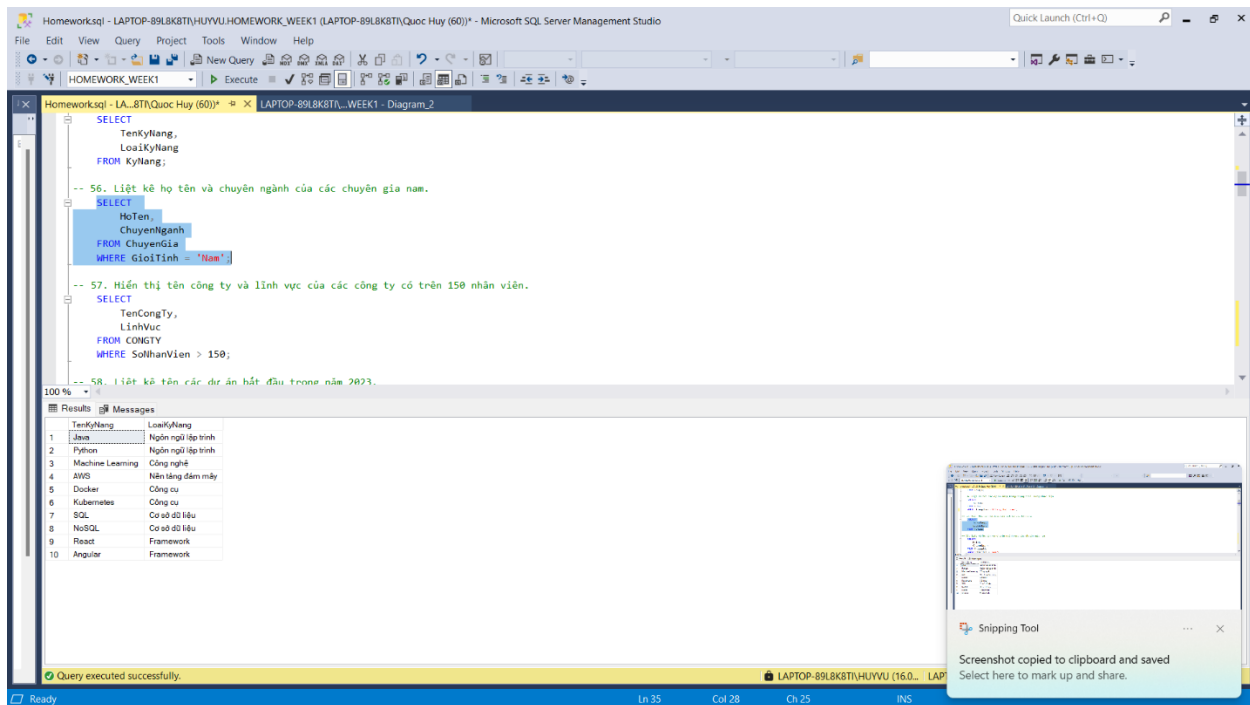 Homework.sql - LAPTOP-89L8K8TI\HUYVU.HOMEWORK_WEEK1 (LAPTOP-89L8K8TI\Quoc Huy (60))* - Microsoft SQL Server Management Studio
Quick Launch (Ctrl+Q)
File Edit View Query Project Tools Window Help
New Query
HOMEWORK_WEEK1 Execute
Homework.sql - LA...8TI\Quoc Huy (60))* LAPTOP-89L8K8TI\...WEEK1 - Diagram_2
SELECT
TenKyNang,
LoaiKyNang
FROM KyNang;
-- 56. Liệt kê họ tên và chuyên ngành của các chuyên gia nam.
SELECT
HoTen,
ChuyenNganh
FROM ChuyenGia
WHERE GioiTinh = 'Nam';
-- 57. Hiển thị tên công ty và lĩnh vực của các công ty có trên 150 nhân viên.
SELECT
TenCongTy,
LinhVuc
FROM CONGTY
WHERE SoNhanVien > 150;
-- 58. Liệt kê tên các dự án bắt đầu trong năm 2023.
100 %
Results Messages
TenKyNang LoaiKyNang
1 Java Ngôn ngữ lập trình
2 Python Ngôn ngữ lập trình
3 Machine Learning Công nghệ
4 AWS Nền tảng đám mây
5 Docker Công cụ
6 Kubernetes Công cụ
7 SQL Cơ sở dữ liệu
8 NoSQL Cơ sở dữ liệu
9 React Framework
10 Angular Framework
Snipping Tool
Screenshot copied to clipboard and saved
Select here to mark up and share.
Query executed successfully. LAPTOP-89L8K8TI\HUYVU (16.0... LAP
Ready Ln 35 Col 28 Ch 25 INS